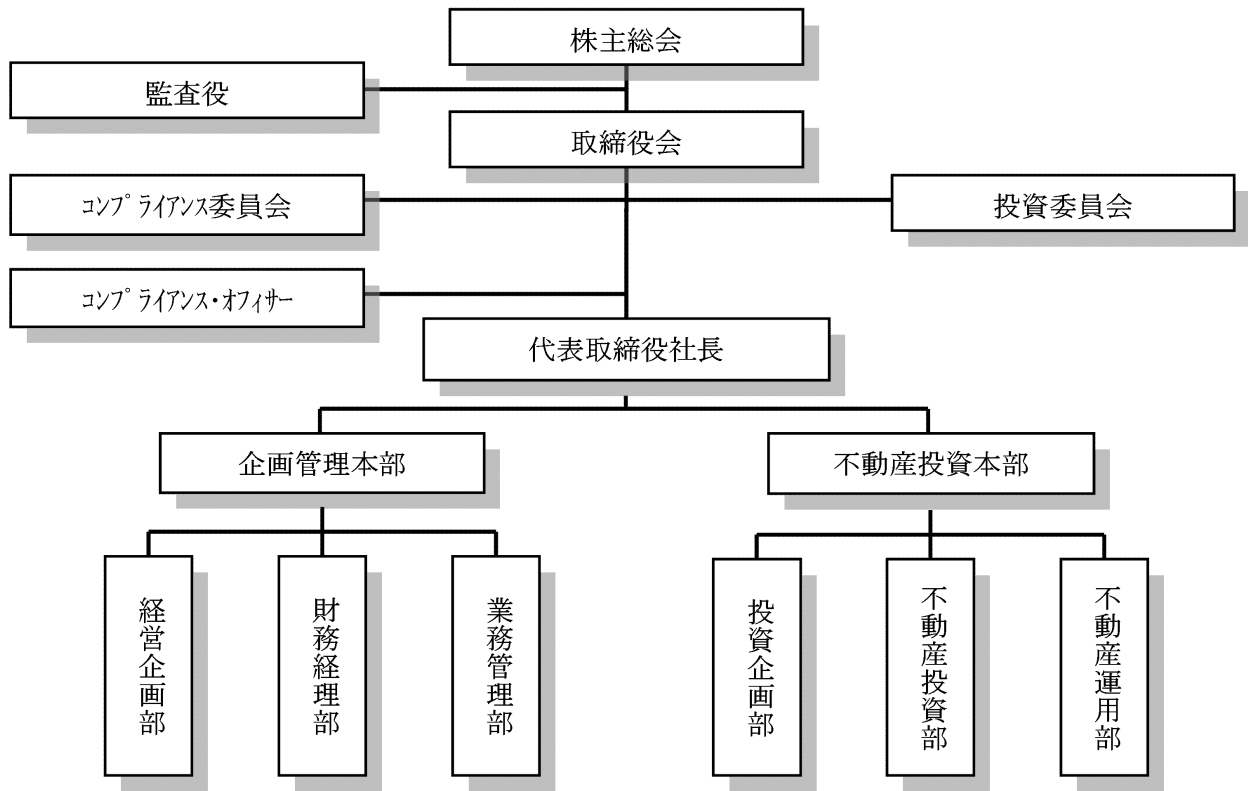 株主総会
監査役
取締役会
ｺﾝﾌﾟﾗｲｱﾝｽ委員会
投資委員会
ｺﾝﾌﾟﾗｲｱﾝｽ･ｵﾌｨｻｰ
代表取締役社長
企画管理本部
不動産投資本部
経営企画部
財務経理部
業務管理部
投資企画部
不動産投資部
不動産運用部